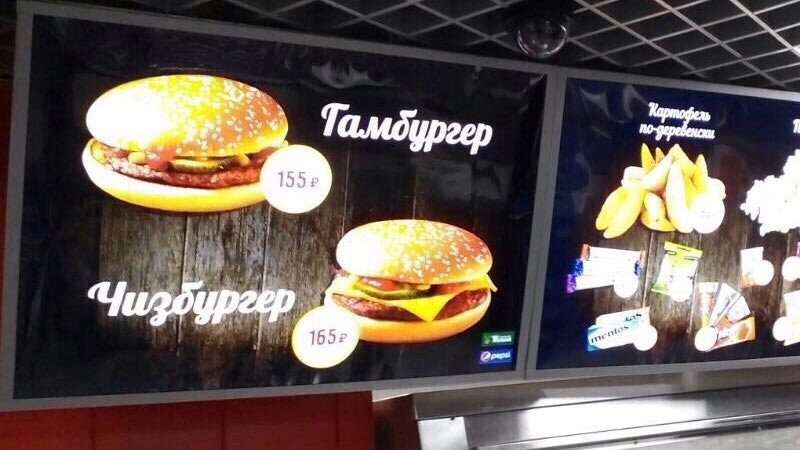 Гамбургер
155 ₽
Чизбургер
165 ₽
pepsi
Картофель
по-деревенски
mentos